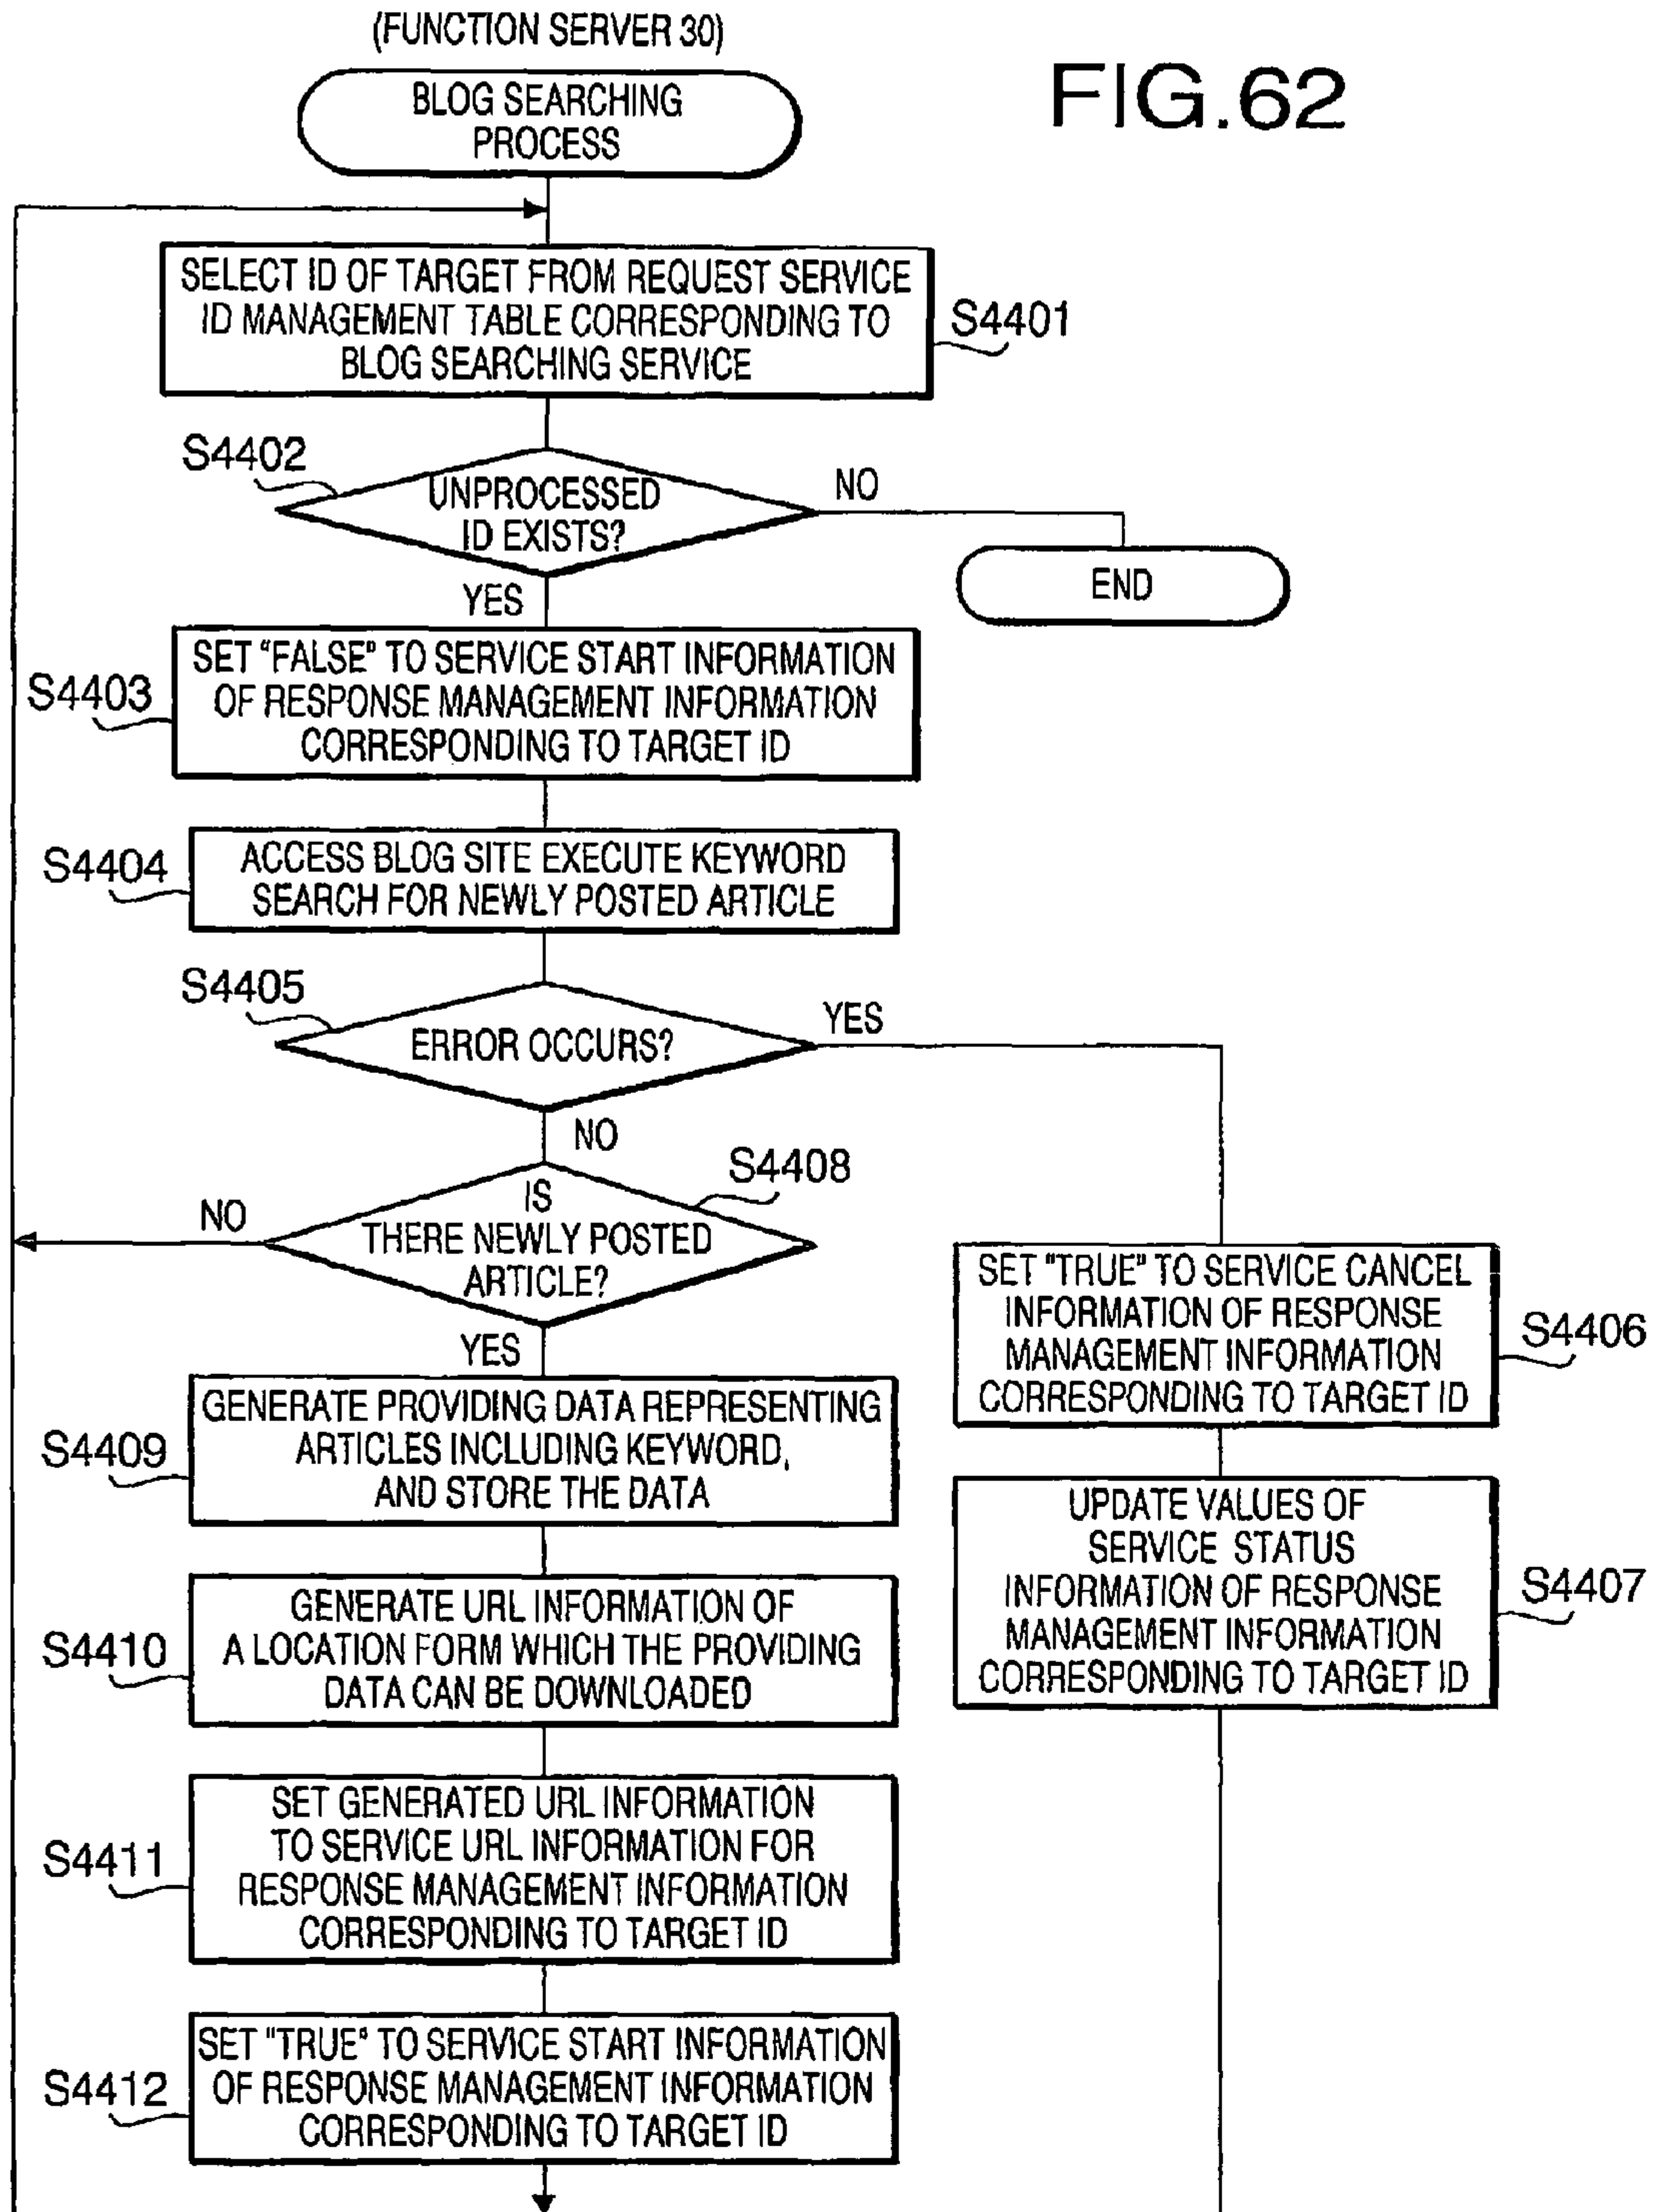 (FUNCTION SERVER 30)
FIG.62
BLOG SEARCHING
PROCESS
SELECT ID OF TARGET FROM REQUEST SERVICE
ID MANAGEMENT TABLE CORRESPONDING TO
BLOG SEARCHING SERVICE
S4401
S4402
UNPROCESSED
ID EXISTS?
NO
END
YES
SET "FALSE" TO SERVICE START INFORMATION
OF RESPONSE MANAGEMENT INFORMATION
CORRESPONDING TO TARGET ID
S4403
ACCESS BLOG SITE EXECUTE KEYWORD
SEARCH FOR NEWLY POSTED ARTICLE
S4404
S4405
ERROR OCCURS?
YES
NO
S4408
IS
THERE NEWLY POSTED
ARTICLE?
NO
YES
SET "TRUE" TO SERVICE CANCEL
INFORMATION OF RESPONSE
MANAGEMENT INFORMATION
CORRESPONDING TO TARGET ID
S4406
GENERATE PROVIDING DATA REPRESENTING
ARTICLES INCLUDING KEYWORD,
AND STORE THE DATA
S4409
UPDATE VALUES OF
SERVICE STATUS
INFORMATION OF RESPONSE
MANAGEMENT INFORMATION
CORRESPONDING TO TARGET ID
S4407
GENERATE URL INFORMATION OF
A LOCATION FORM WHICH THE PROVIDING
DATA CAN BE DOWNLOADED
S4410
SET GENERATED URL INFORMATION
TO SERVICE URL INFORMATION FOR
RESPONSE MANAGEMENT INFORMATION
CORRESPONDING TO TARGET ID
S4411
SET "TRUE" TO SERVICE START INFORMATION
OF RESPONSE MANAGEMENT INFORMATION
CORRESPONDING TO TARGET ID
S4412